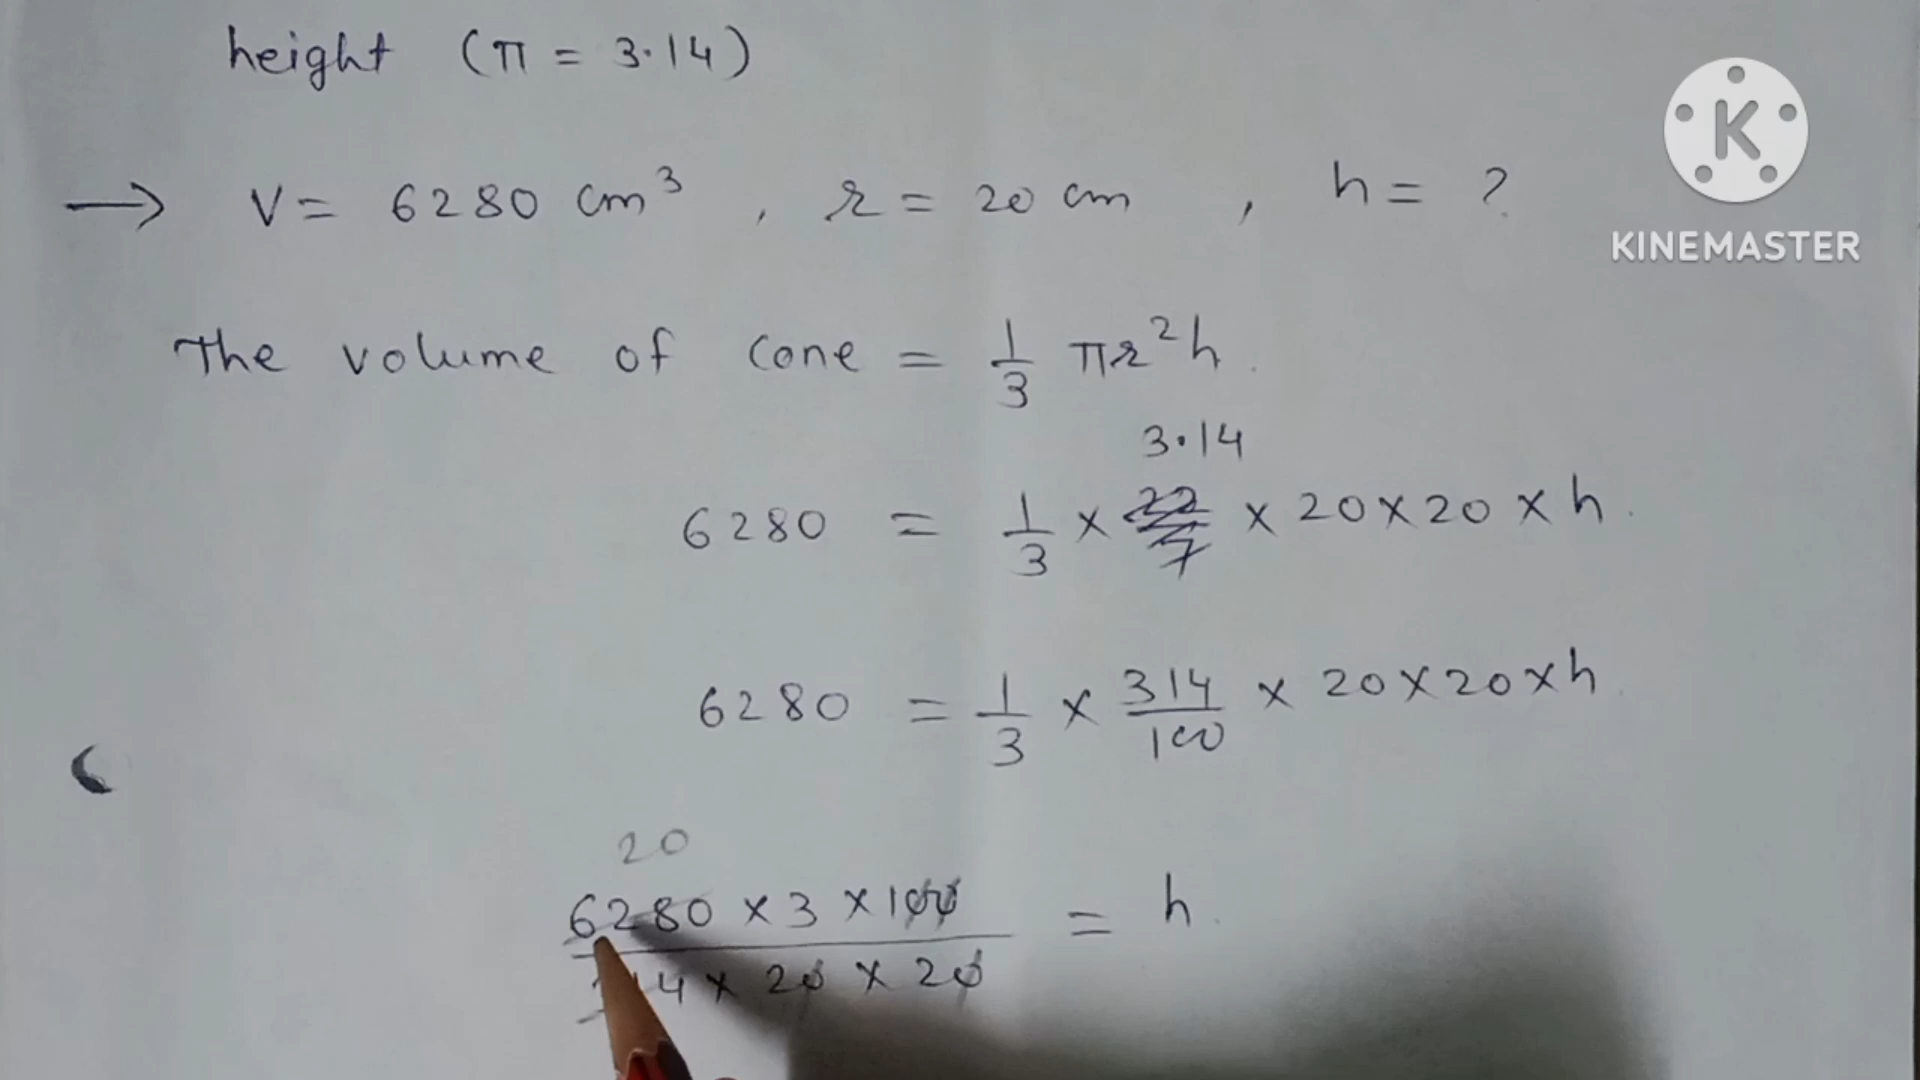 height (π = 3.14)
K
KINEMASTER
→ V = 6280 cm³ , r = 20 cm , h = ?
The volume of cone = 1/3 πr²h.
3.14
6280 = 1/3 × 22/7 × 20 × 20 × h.
6280 = 1/3 × 314/100 × 20 × 20 × h.
20
6280 × 3 × 100 = h.
14 × 20 × 20